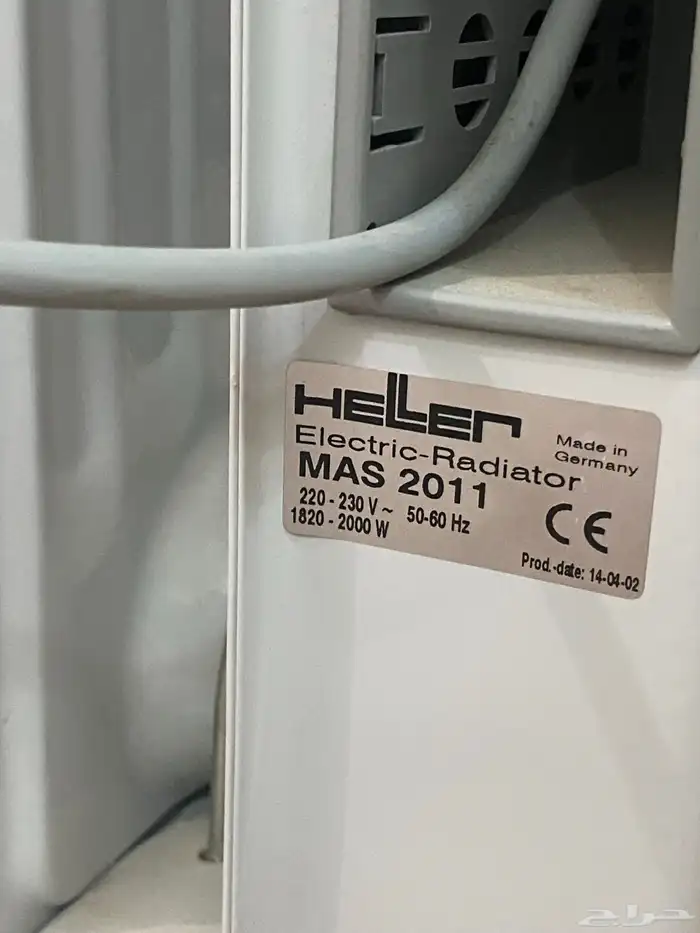 HELLER
Electric-Radiator
Made in
Germany
MAS 2011
220 - 230 V ~ 50-60 Hz
1820 - 2000 W
CE
Prod.-date: 14-04-02
حراج